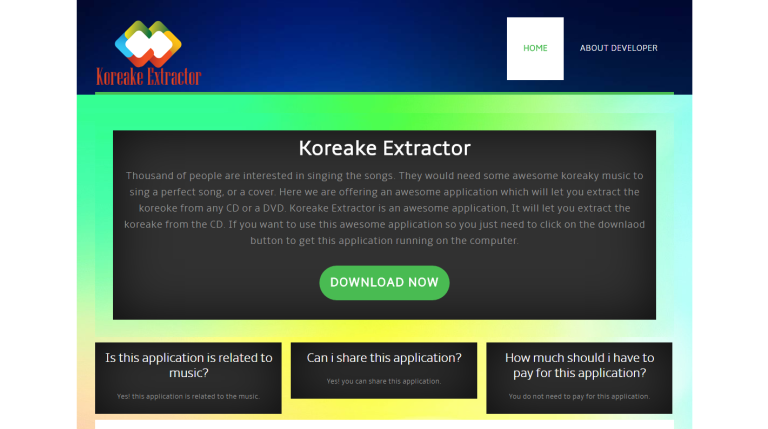 Koreake Extractor
HOME
ABOUT DEVELOPER
Koreake Extractor
Thousand of people are interested in singing the songs. They would need some awesome koreaky music to
sing a perfect song, or a cover. Here we are offering an awesome application which will let you extract the
koreoke from any CD or a DVD. Koreake Extractor is an awesome application, It will let you extract the
koreake from the CD. If you want to use this awesome application so you just need to click on the downlaod
button to get this application running on the computer.
DOWNLOAD NOW
Is this application is related to
music?
Yes! this application is related to the music.
Can i share this application?
Yes! you can share this application.
How much should i have to
pay for this application?
You do not need to pay for this application.